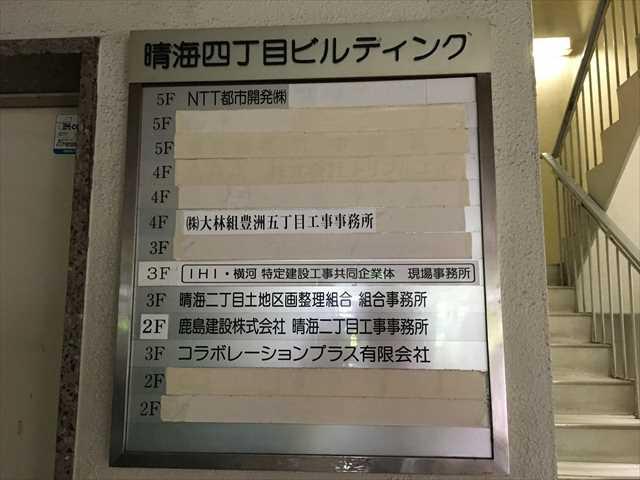 晴海四丁目ビルディング
5F NTT都市開発㈱
5F
5F
4F
4F
4F ㈱大林組豊洲五丁目工事事務所
3F
3F IHI・横河 特定建設工事共同企業体 現場事務所
3F 晴海二丁目土地区画整理組合 組合事務所
2F 鹿島建設株式会社 晴海二丁目工事事務所
3F コラボレーションプラス有限会社
2F
2F